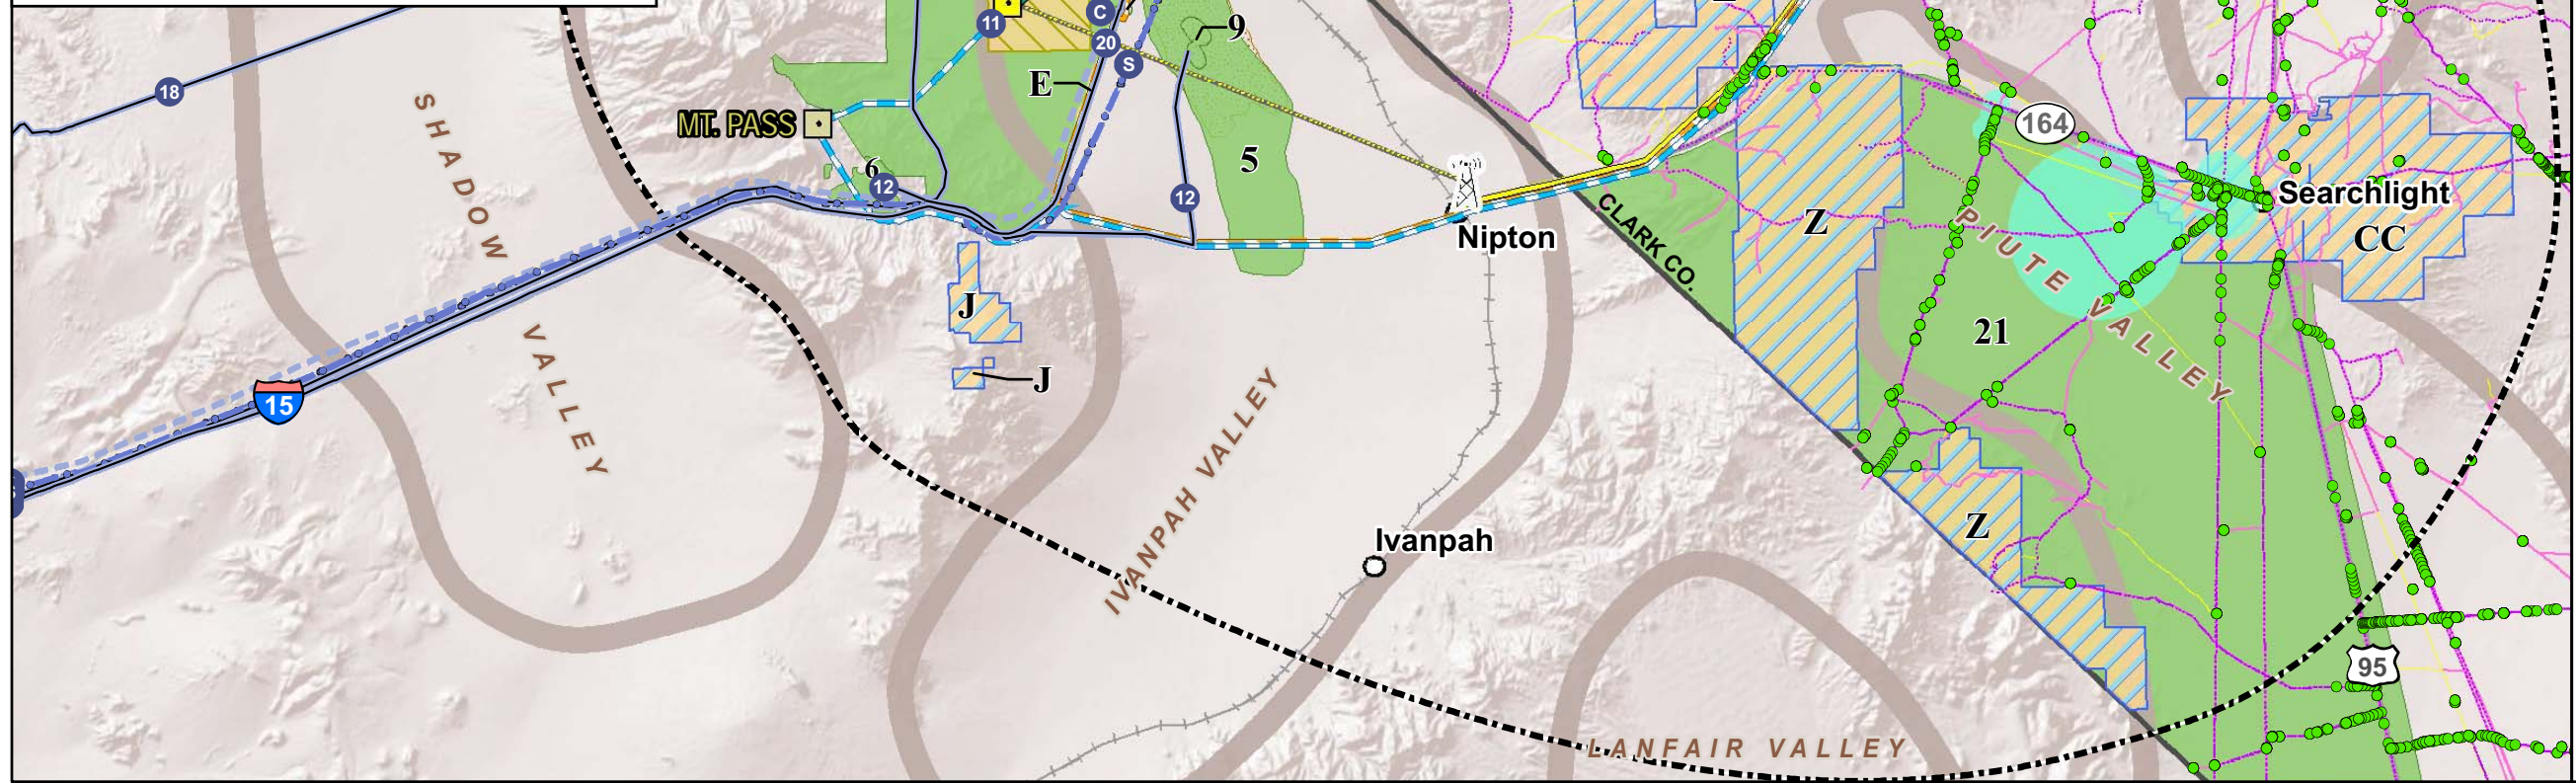 11
C
9
20
S
E
18
SHADOW VALLEY
MT. PASS
164
5
6
12
12
Searchlight
Z
CC
Nipton
CLARK CO.
PIUTE VALLEY
J
21
J
15
IVANPAH VALLEY
Ivanpah
Z
95
LANFAIR VALLEY